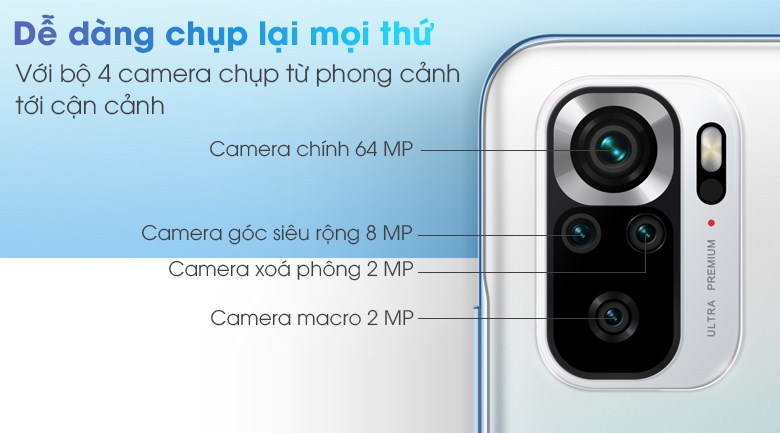 Dễ dàng chụp lại mọi thứ
Với bộ 4 camera chụp từ phong cảnh
tới cận cảnh
Camera chính 64 MP
Camera góc siêu rộng 8 MP
Camera xoá phông 2 MP
Camera macro 2 MP
ULTRA PREMIUM